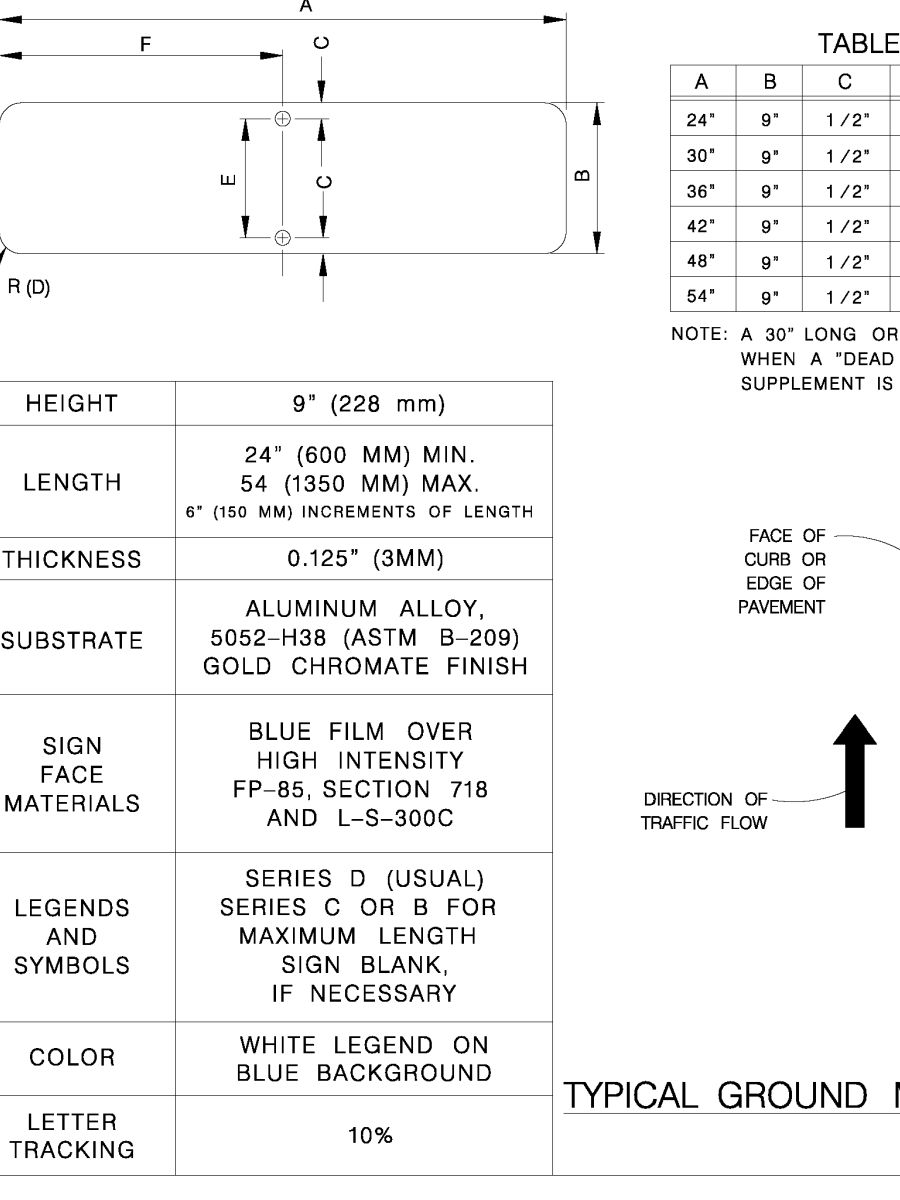 A
F
C
E
C
B
R (D)
TABLE
A B C
24" 9" 1/2"
30" 9" 1/2"
36" 9" 1/2"
42" 9" 1/2"
48" 9" 1/2"
54" 9" 1/2"
NOTE: A 30" LONG OR
WHEN A "DEAD
SUPPLEMENT IS
HEIGHT
9" (228 mm)
LENGTH
24" (600 MM) MIN.
54 (1350 MM) MAX.
6" (150 MM) INCREMENTS OF LENGTH
THICKNESS
0.125" (3MM)
SUBSTRATE
ALUMINUM ALLOY,
5052-H38 (ASTM B-209)
GOLD CHROMATE FINISH
SIGN
FACE
MATERIALS
BLUE FILM OVER
HIGH INTENSITY
FP-85, SECTION 718
AND L-S-300C
LEGENDS
AND
SYMBOLS
SERIES D (USUAL)
SERIES C OR B FOR
MAXIMUM LENGTH
SIGN BLANK,
IF NECESSARY
COLOR
WHITE LEGEND ON
BLUE BACKGROUND
LETTER
TRACKING
10%
FACE OF
CURB OR
EDGE OF
PAVEMENT
DIRECTION OF
TRAFFIC FLOW
TYPICAL GROUND